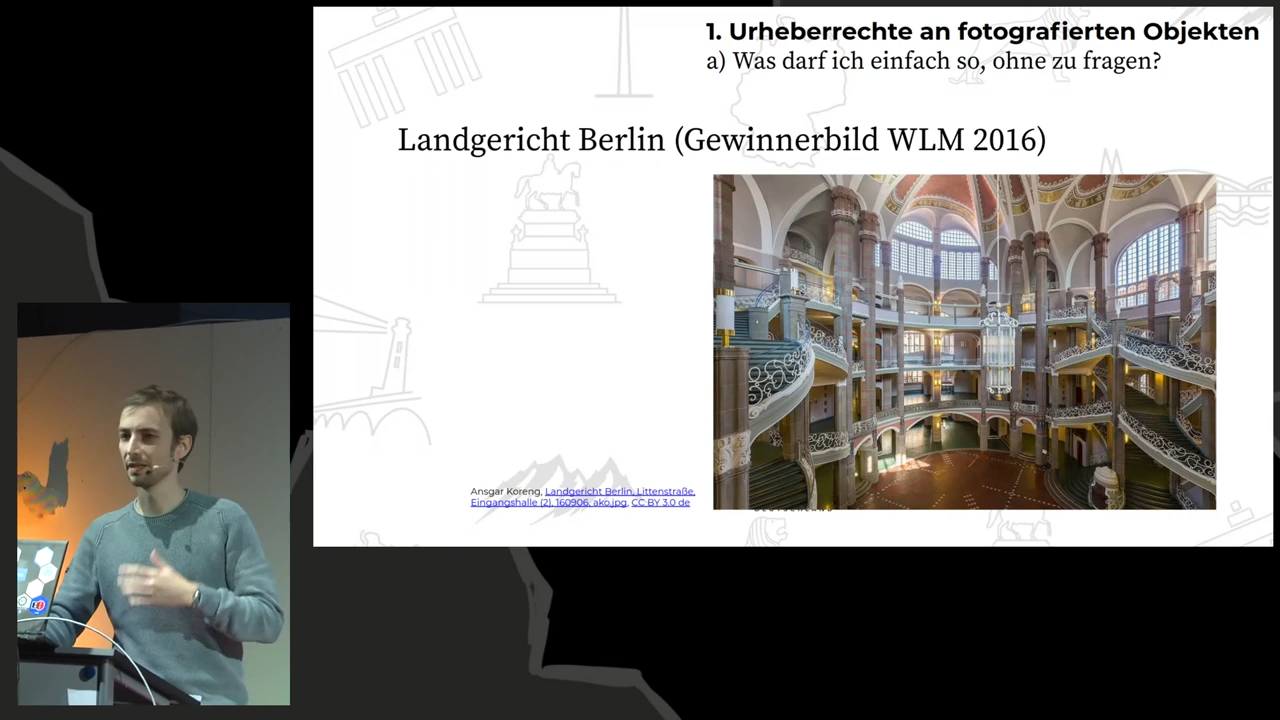 1. Urheberrechte an fotografierten Objekten
a) Was darf ich einfach so, ohne zu fragen?
Landgericht Berlin (Gewinnerbild WLM 2016)
Ansgar Koreng, Landgericht Berlin, Littenstraße,
Eingangshalle (2), 160906, ako.jpg, CC BY 3.0 de